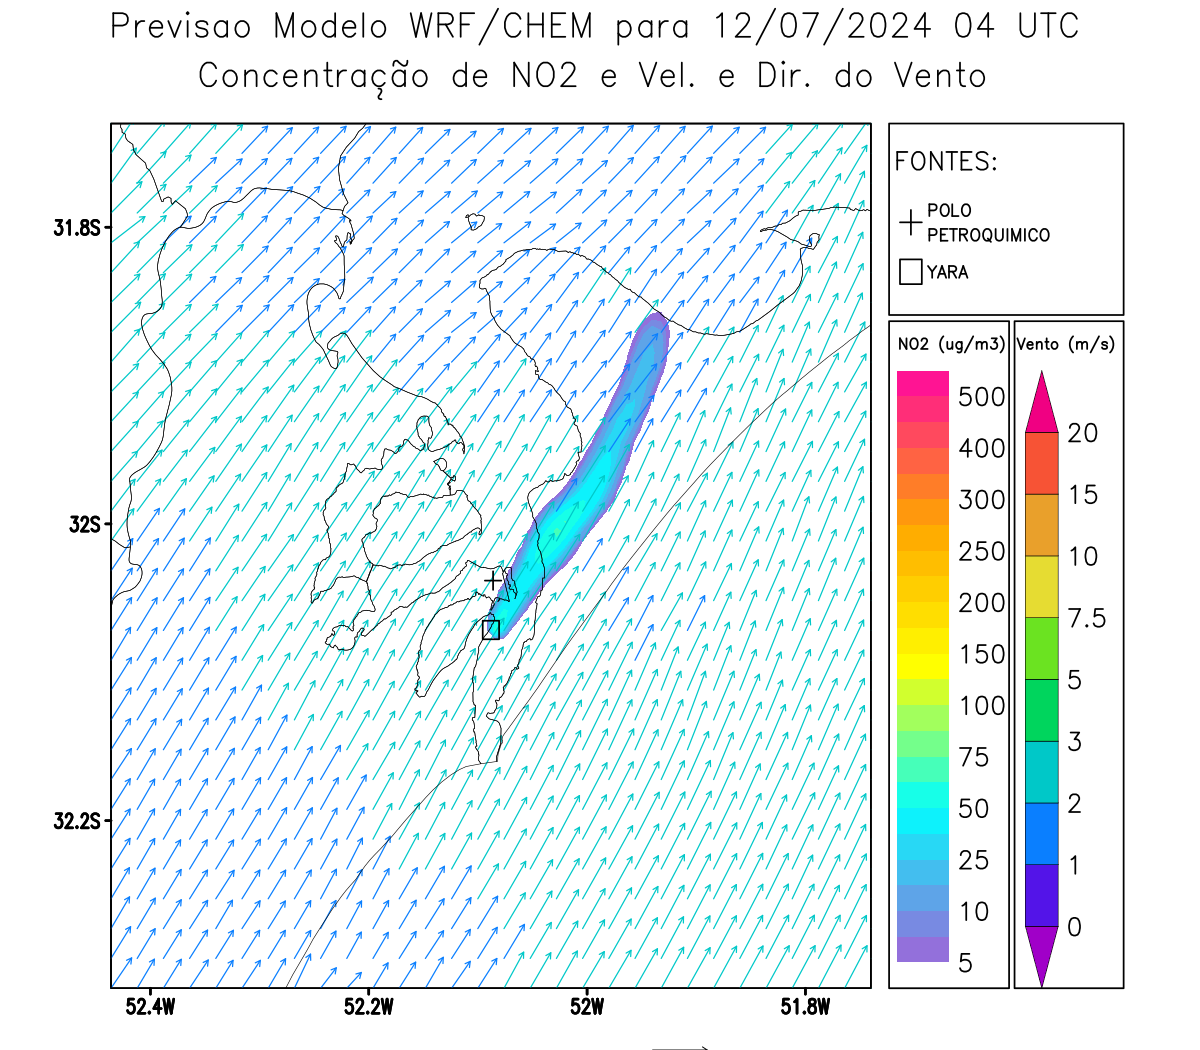 Previsao Modelo WRF/CHEM para 12/07/2024 04 UTC
Concentração de NO2 e Vel. e Dir. do Vento
FONTES:
POLO
PETROQUIMICO
YARA
NO2 (ug/m3)
500
400
300
250
200
150
100
75
50
25
10
5
Vento (m/s)
20
15
10
7.5
5
3
2
1
0
31.8S
32S
32.2S
52.4W
52.2W
52W
51.8W